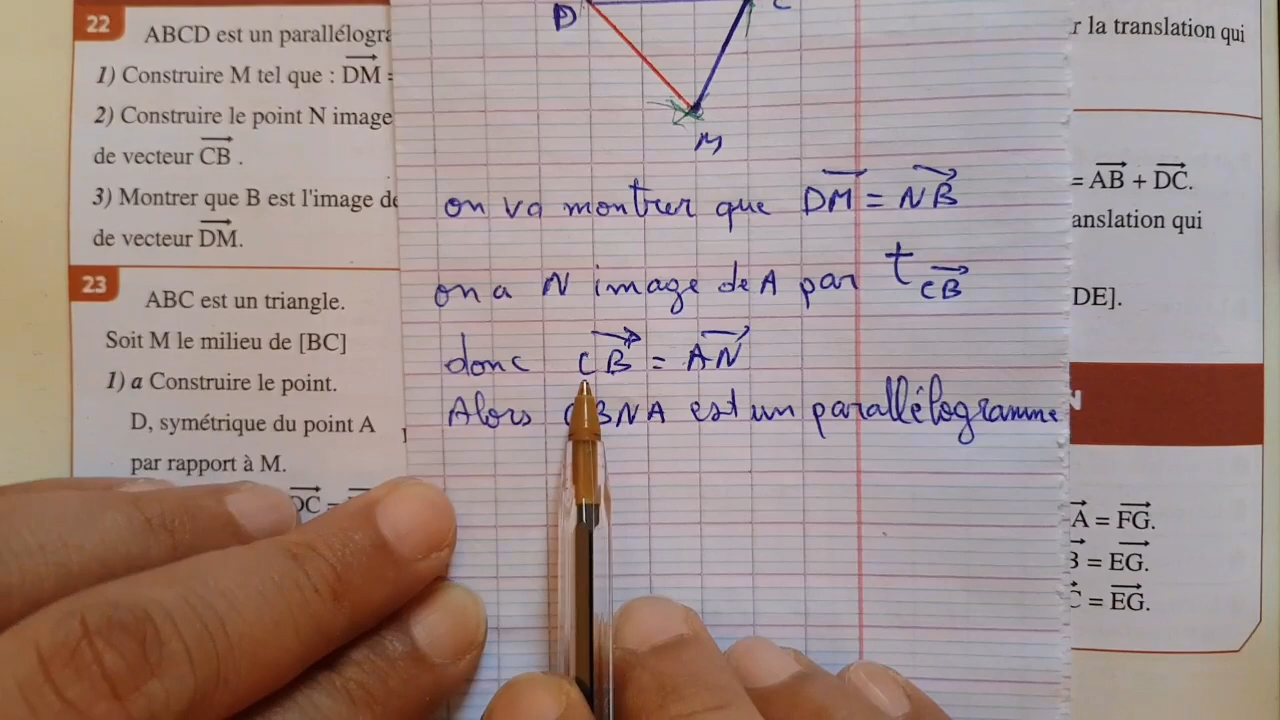 22
ABCD est un parallélogra
1) Construire M tel que : DM =
2) Construire le point N image
de vecteur CB .
3) Montrer que B est l'image de
de vecteur DM.
23
ABC est un triangle.
Soit M le milieu de [BC]
1) a Construire le point.
D, symétrique du point A
par rapport à M.
DC =
D
M
on va montrer que DM = NB
on a N image de A par t CB
donc CB = AN
Alors CBNA est un parallélogramme
r la translation qui
= AB + DC.
anslation qui
DE].
N
A = FG.
B = EG.
C = EG.